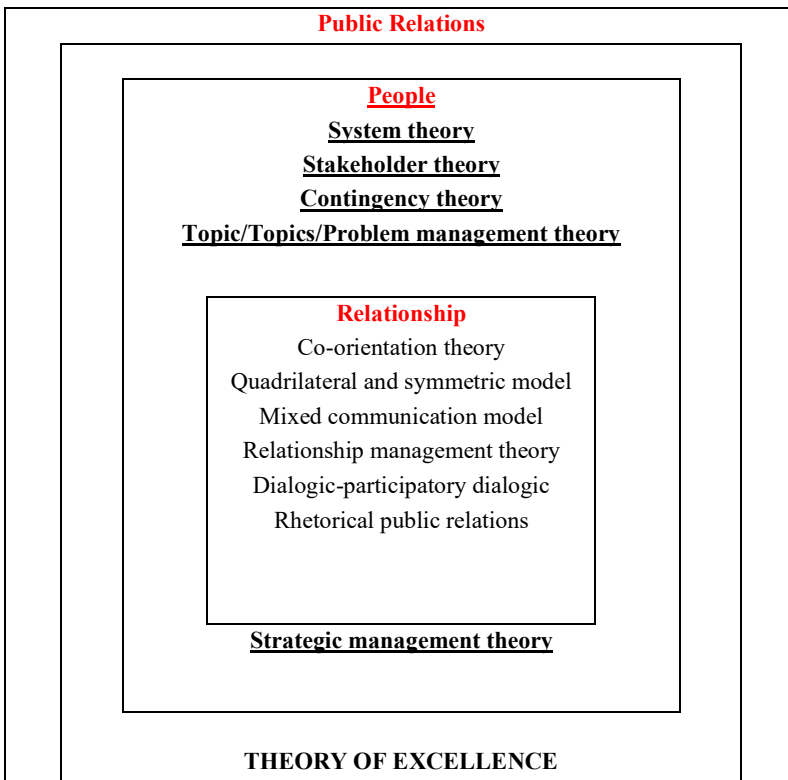 Public Relations
People
System theory
Stakeholder theory
Contingency theory
Topic/Topics/Problem management theory
Relationship
Co-orientation theory
Quadrilateral and symmetric model
Mixed communication model
Relationship management theory
Dialogic-participatory dialogic
Rhetorical public relations
Strategic management theory
THEORY OF EXCELLENCE